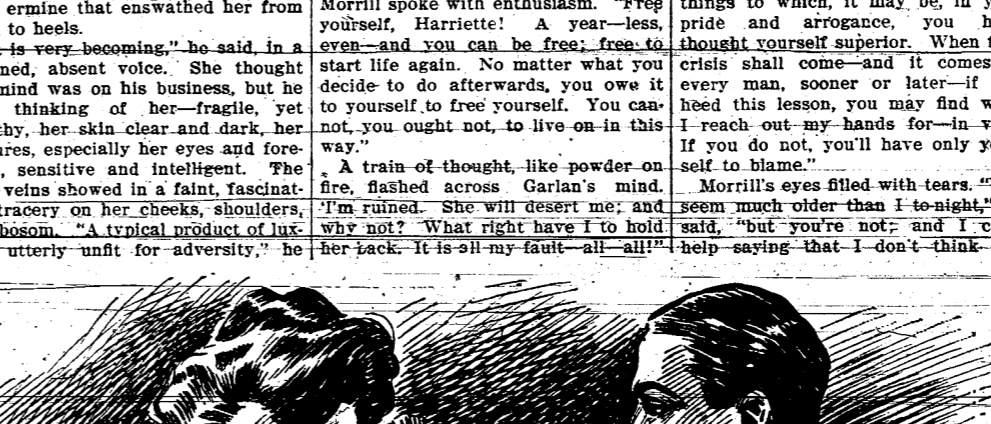 ermine that enswathed her from
to heels.
is very becoming," he said, in a
ned, absent voice. She thought
mind was on his business, but he
thinking of her—fragile, yet
thy, her skin clear and dark, her
ures, especially her eyes and fore-
, sensitive and intelligent. The
veins showed in a faint, fascinat-
tracery on her cheeks, shoulders,
bosom. "A typical product of lux-
utterly unfit for adversity," he
Morrill spoke with enthusiasm. "Free
yourself, Harriette! A year—less,
even—and you can be free; free to
start life again. No matter what you
decide to do afterwards, you owe it
to yourself to free yourself. You can-
not, you ought not, to live on in this
way."
A train of thought, like powder on
fire, flashed across Garlan's mind.
'I'm ruined. She will desert me; and
why not? What right have I to hold
her back. It is all my fault—all—all!"
things to which, it may be, in y
pride and arrogance, you h
thought yourself superior. When t
crisis shall come—and it comes
every man, sooner or later—if
heed this lesson, you may find w
I reach out my hands for—in v
If you do not, you'll have only yo
self to blame."
Morrill's eyes filled with tears. "
seem much older than I to-night,"
said, "but you're not; and I c
help saying that I don't think